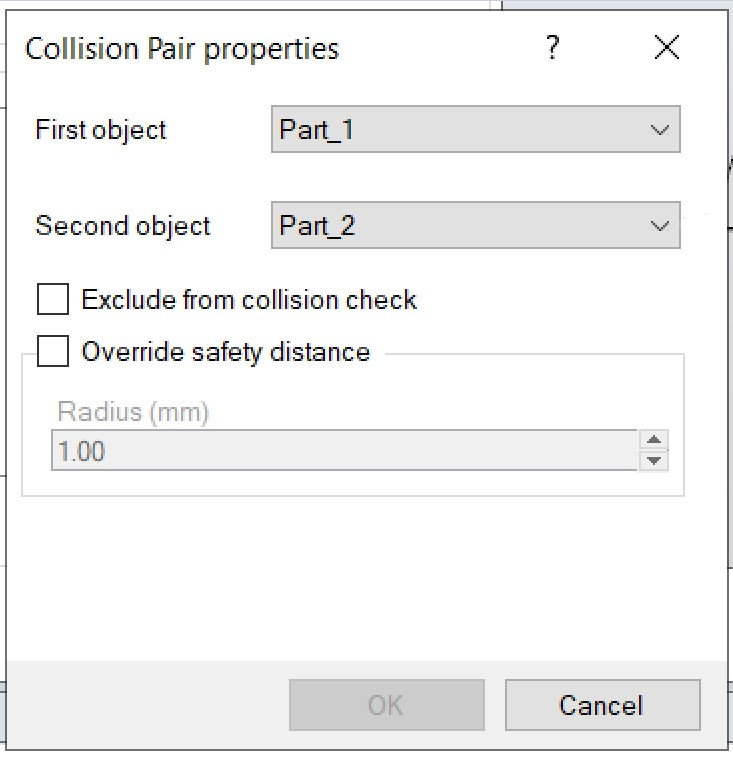 Collision Pair properties ?
First object Part_1
Second object Part_2
Exclude from collision check
Override safety distance
Radius (mm)
1.00
OK Cancel